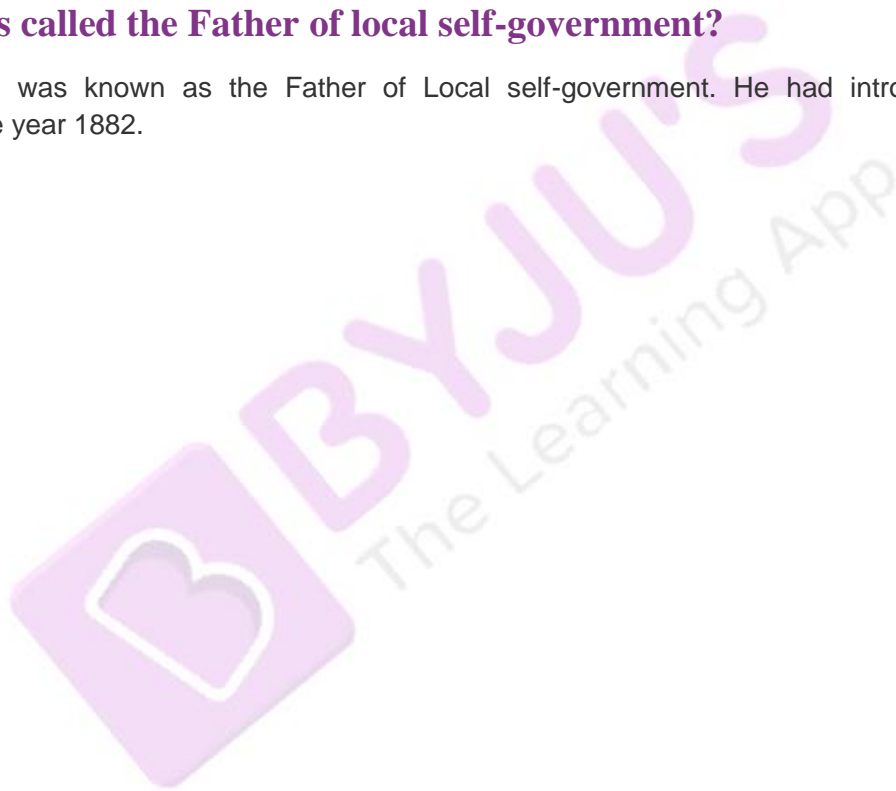 s called the Father of local self-government?
was known as the Father of Local self-government. He had intro
e year 1882.
BYJU'S
The Learning App